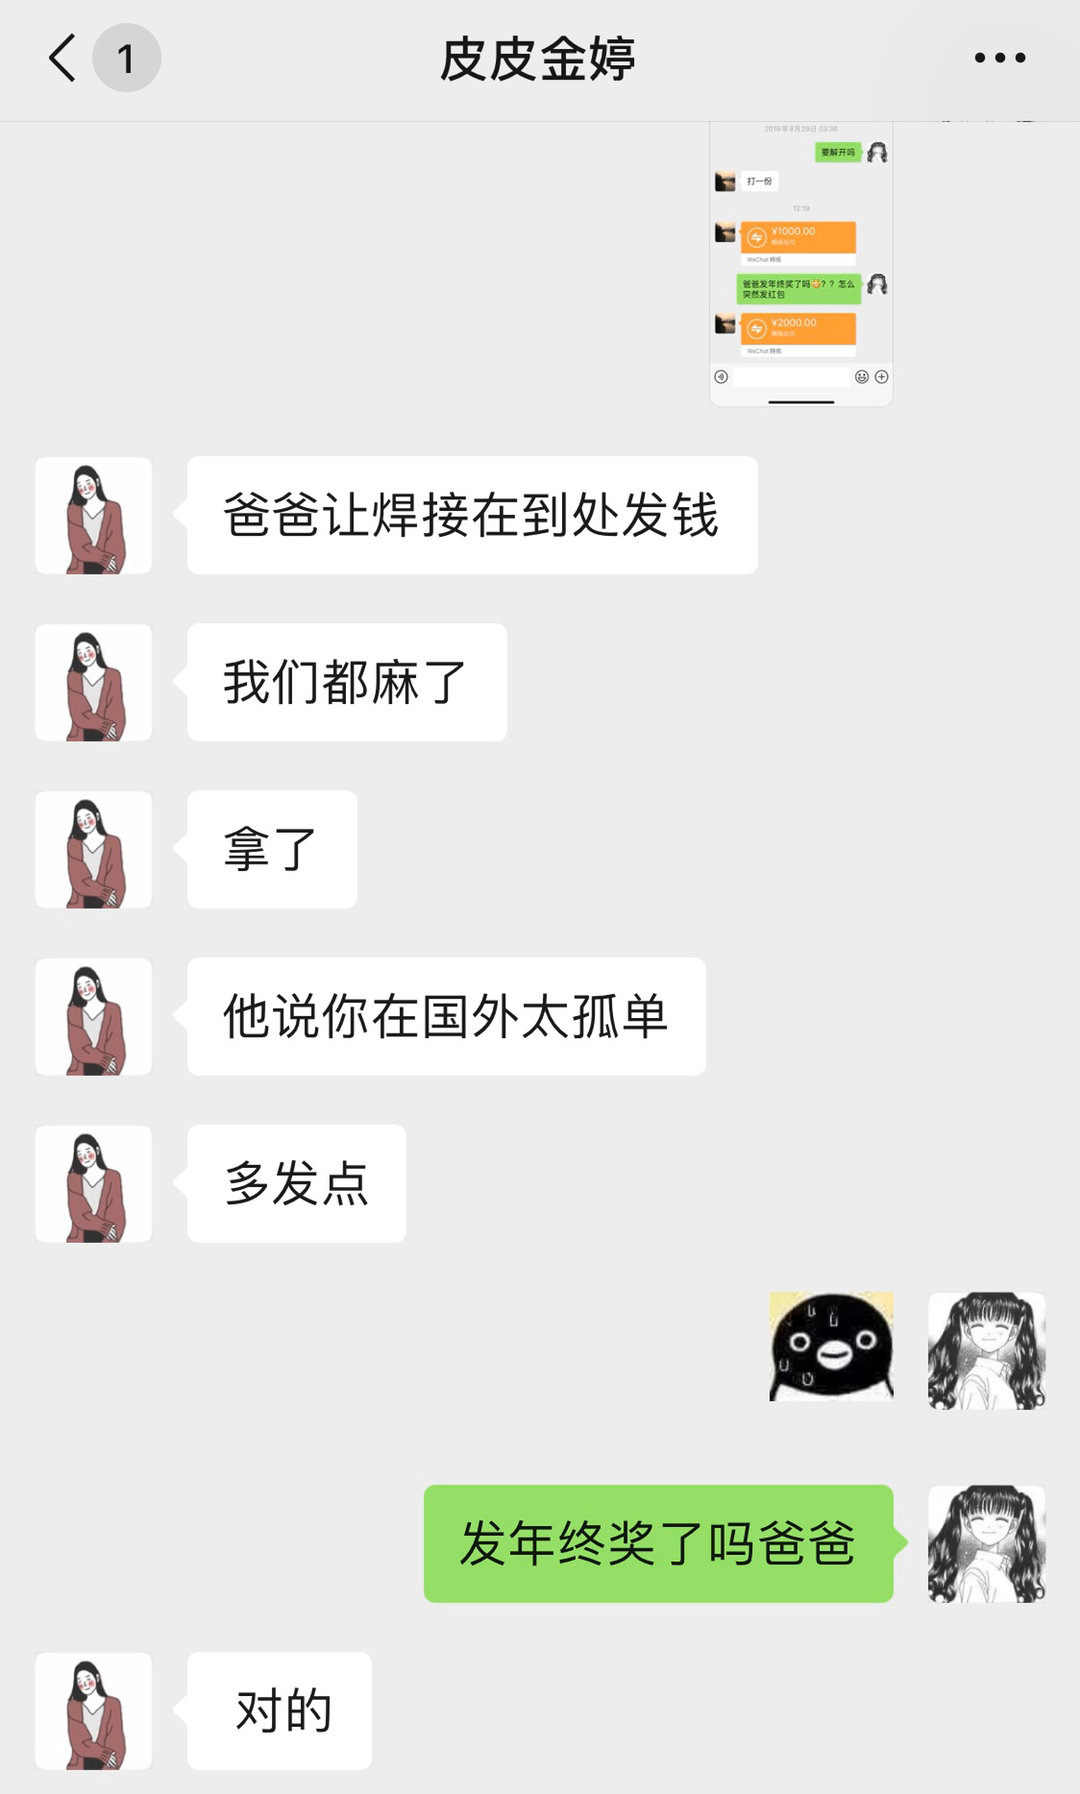 1
皮皮金婷
2019年8月29日 03:36
要解开吗
打一份
12:19
¥1000.00
WeChat 转账
爸爸发年终奖了吗🥰？？怎么
突然发红包
¥2000.00
WeChat 转账
爸爸让焊接在到处发钱
我们都麻了
拿了
他说你在国外太孤单
多发点
发年终奖了吗爸爸
对的